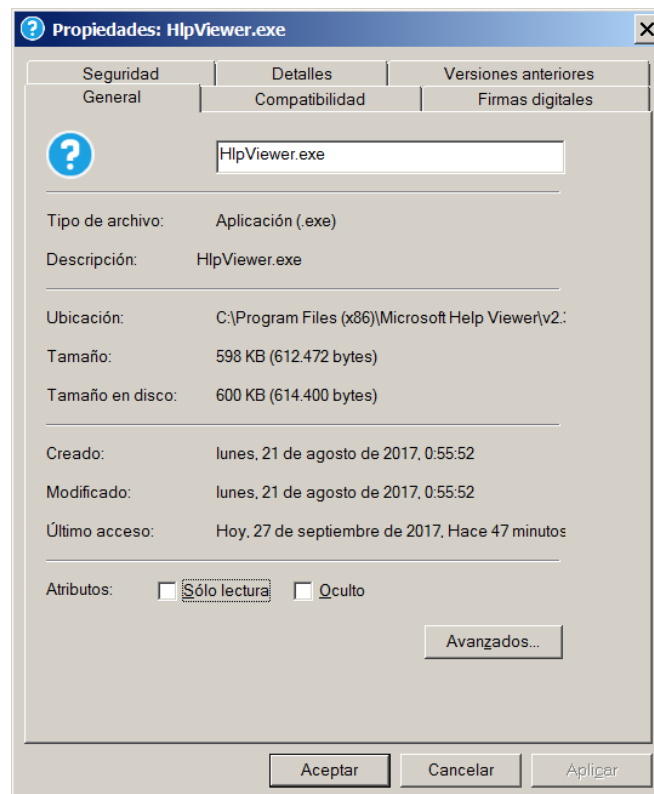 Propiedades: HlpViewer.exe
Seguridad Detalles Versiones anteriores
General Compatibilidad Firmas digitales
HlpViewer.exe
Tipo de archivo: Aplicación (.exe)
Descripción: HlpViewer.exe
Ubicación: C:\Program Files (x86)\Microsoft Help Viewer\v2.
Tamaño: 598 KB (612.472 bytes)
Tamaño en disco: 600 KB (614.400 bytes)
Creado: lunes, 21 de agosto de 2017, 0:55:52
Modificado: lunes, 21 de agosto de 2017, 0:55:52
Último acceso: Hoy, 27 de septiembre de 2017, Hace 47 minutos
Atributos: Sólo lectura Oculto
Avanzados...
Aceptar Cancelar Aplicar